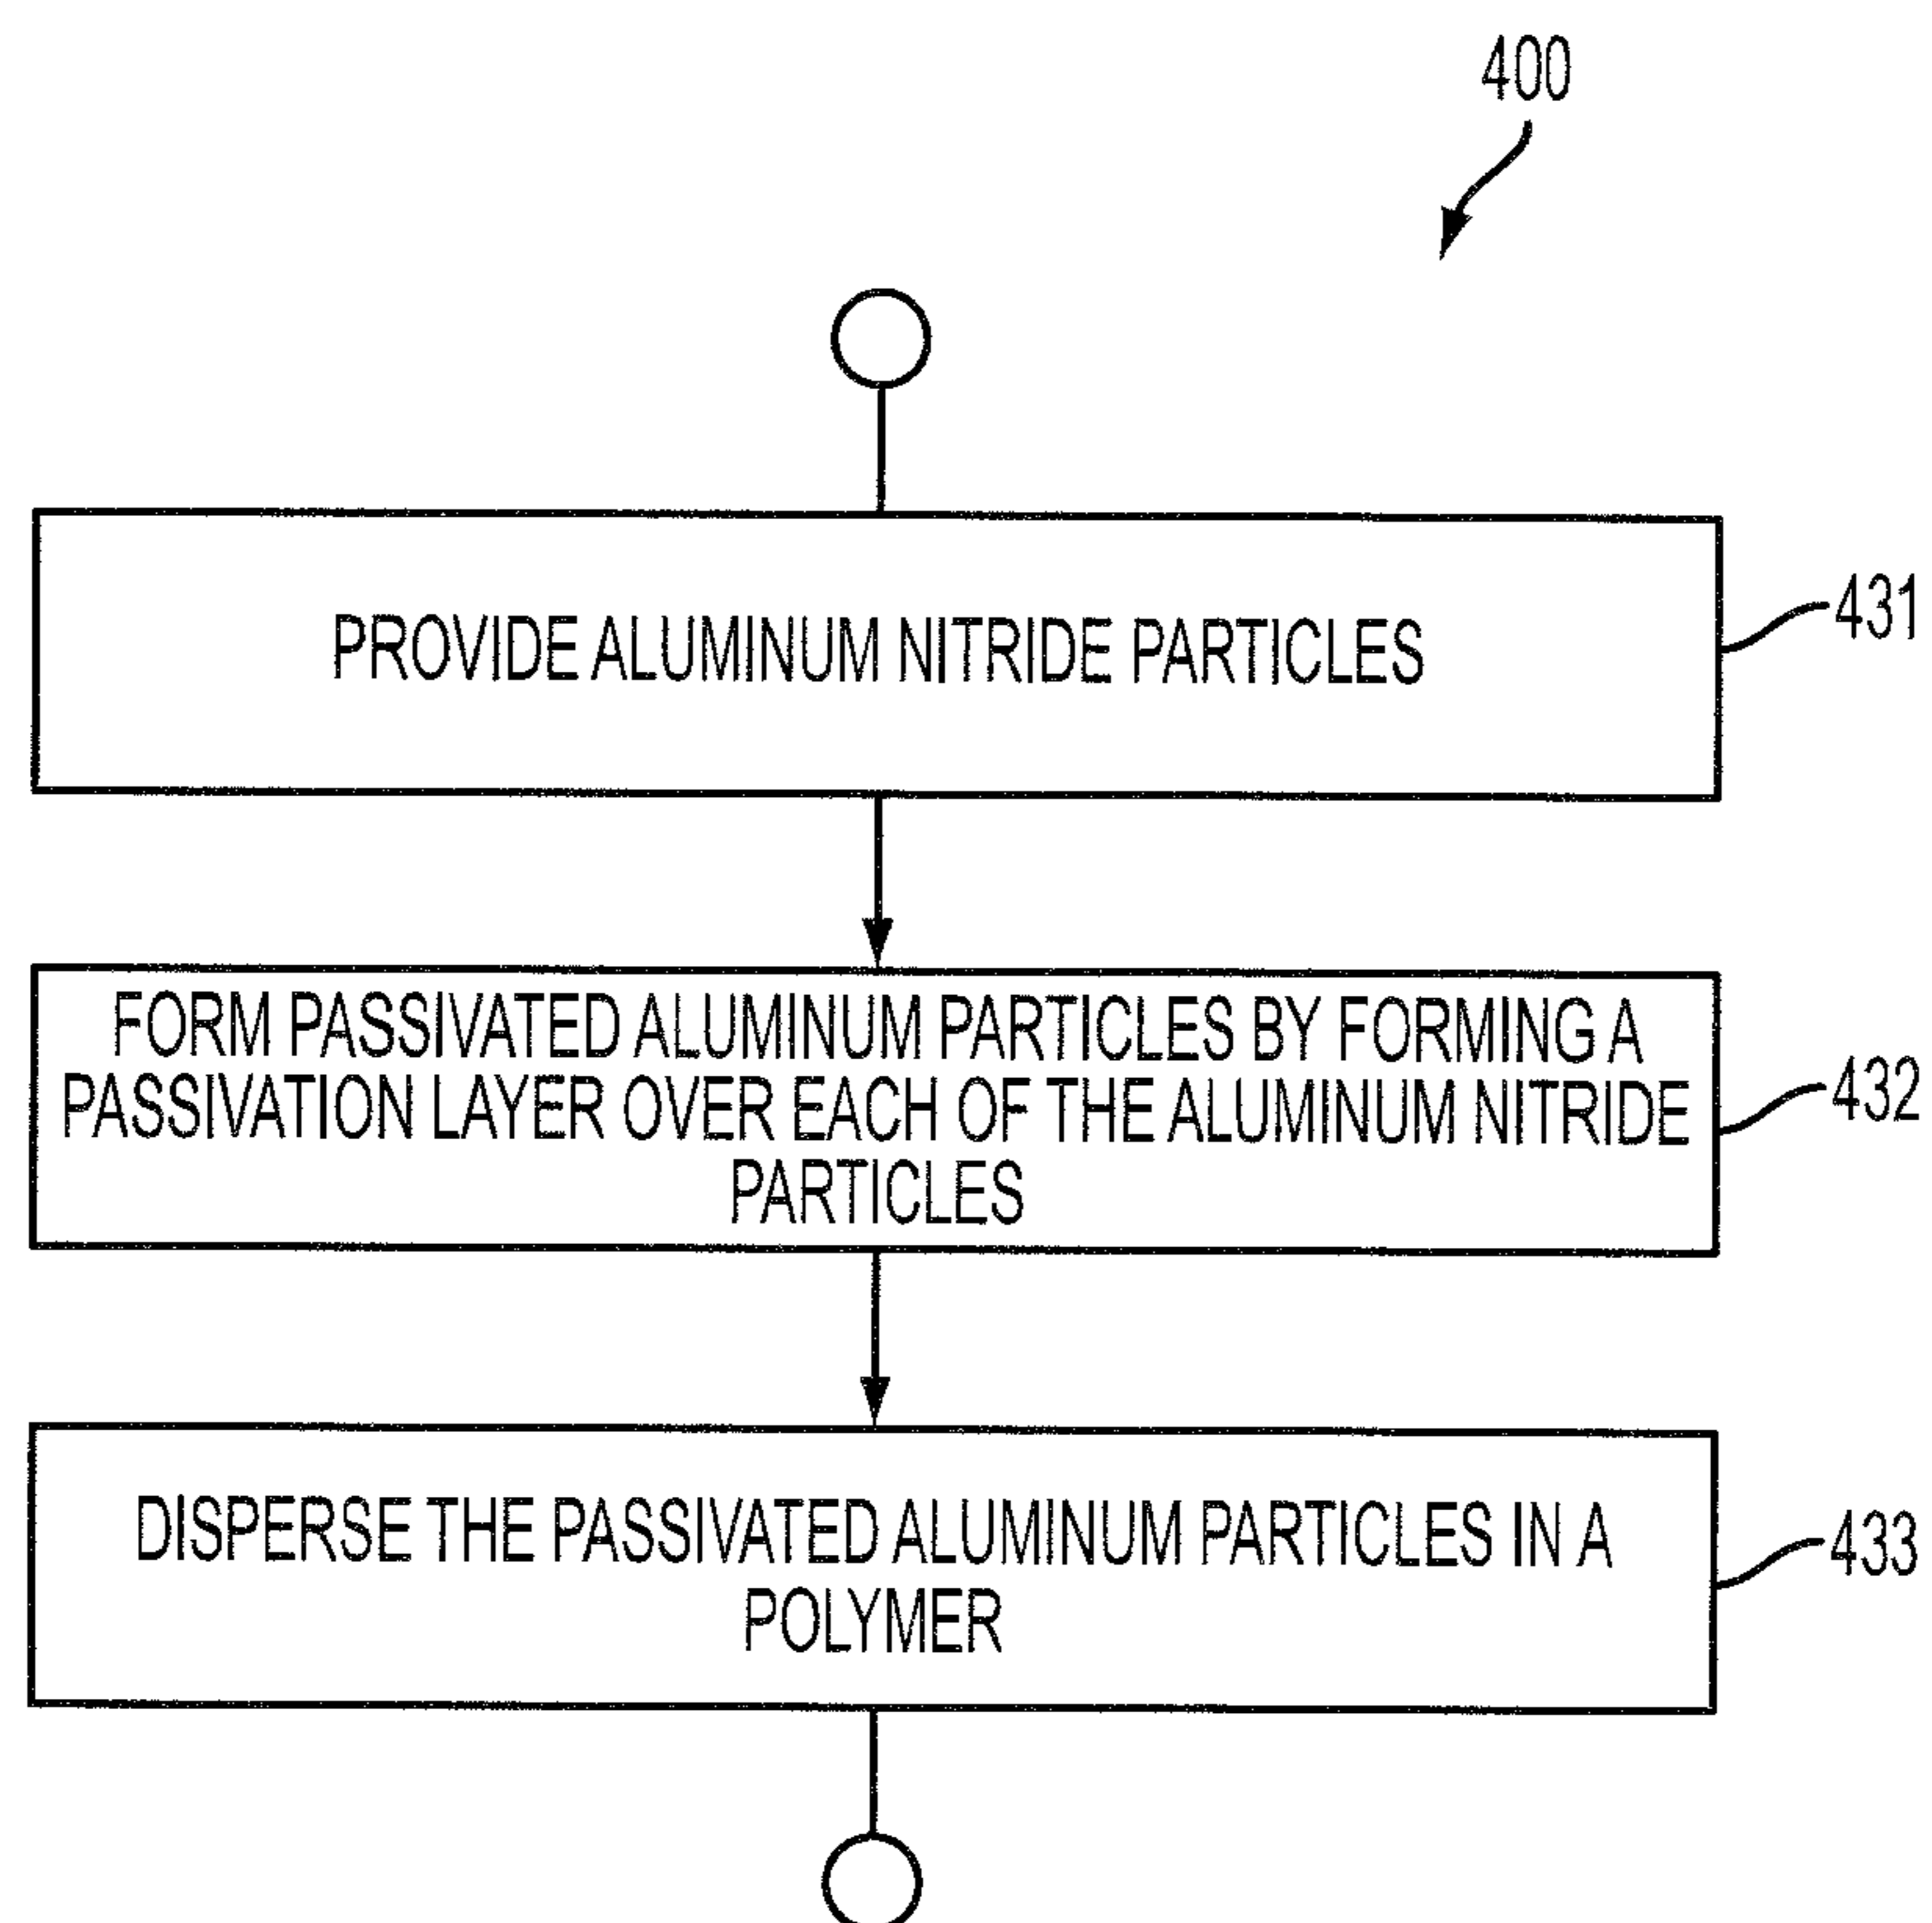 400
PROVIDE ALUMINUM NITRIDE PARTICLES
431
FORM PASSIVATED ALUMINUM PARTICLES BY FORMING A
PASSIVATION LAYER OVER EACH OF THE ALUMINUM NITRIDE
PARTICLES
432
DISPERSE THE PASSIVATED ALUMINUM PARTICLES IN A
POLYMER
433